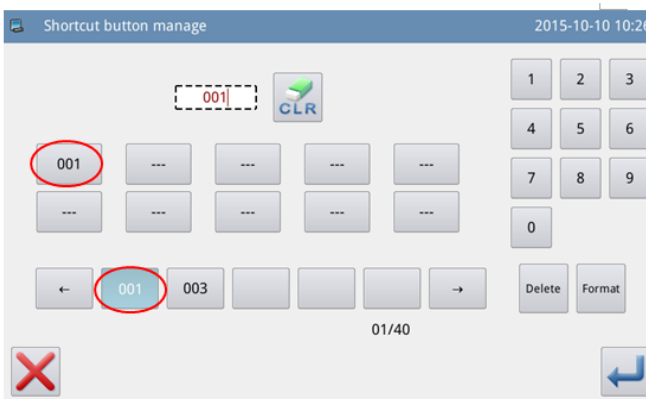 Shortcut button manage 2015-10-10 10:26
001 CLR
1 2 3
4 5 6
001 --- --- --- ---
7 8 9
--- --- --- --- ---
0
← 001 003 → Delete Format
01/40